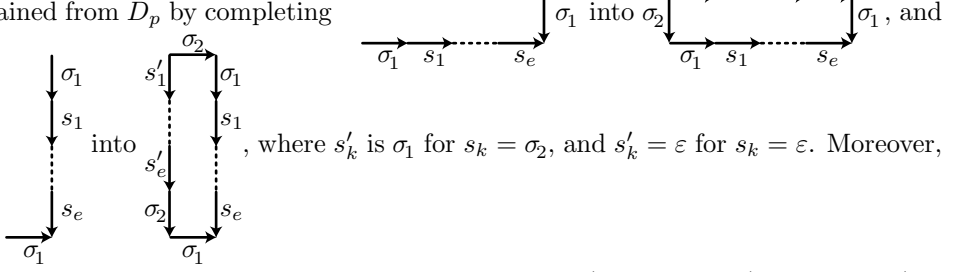 ained from D_p by completing σ_1 into σ_2 σ_1, and
σ_1 s_1 s_e σ_1 s_1 s_e
σ_2
σ_1 s′_1 σ_1
s_1 into s′_e s_1 , where s′_k is σ_1 for s_k = σ_2, and s′_k = ε for s_k = ε. Moreover,
s_e σ_2 s_e
σ_1 σ_1